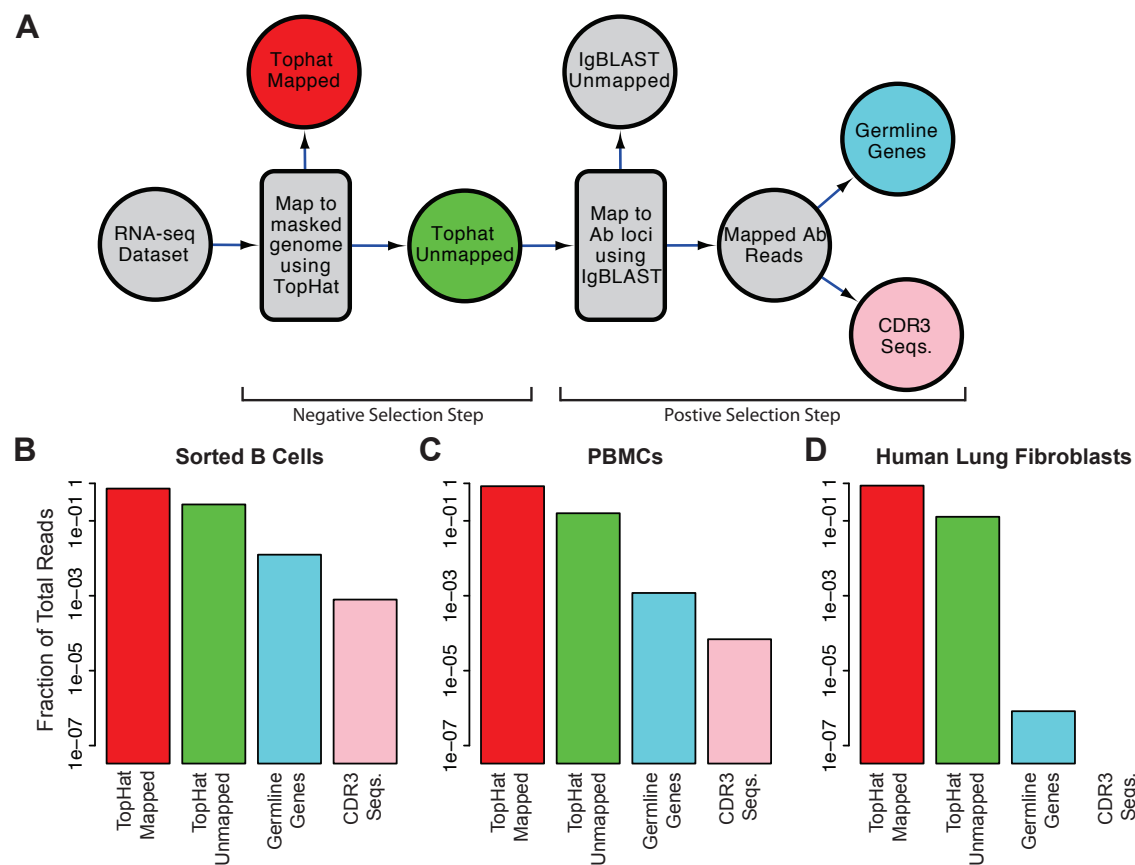 A
Tophat
Mapped
IgBLAST
Unmapped
Germline
Genes
RNA-seq
Dataset
Map to
masked
genome
using
TopHat
Tophat
Unmapped
Map to
Ab loci
using
IgBLAST
Mapped Ab
Reads
CDR3
Seqs.
Negative Selection Step
Postive Selection Step
B
Sorted B Cells
Fraction of Total Reads
1
1e−01
1e−03
1e−05
1e−07
TopHat
Mapped
TopHat
Unmapped
Germline
Genes
CDR3
Seqs.
C
PBMCs
1
1e−01
1e−03
1e−05
1e−07
TopHat
Mapped
TopHat
Unmapped
Germline
Genes
CDR3
Seqs.
D
Human Lung Fibroblasts
1
1e−01
1e−03
1e−05
1e−07
TopHat
Mapped
TopHat
Unmapped
Germline
Genes
CDR3
Seqs.